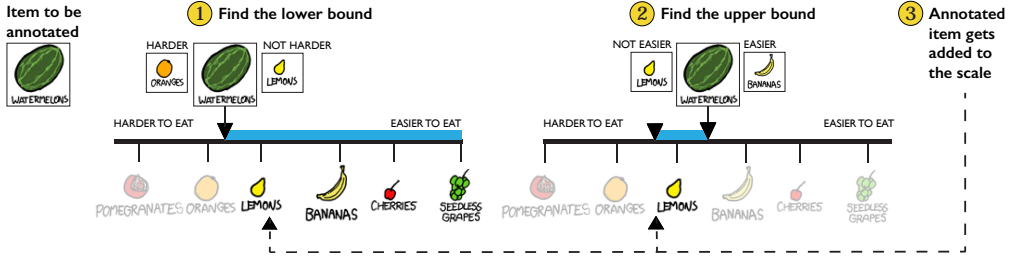 Item to be
annotated
WATERMELONS
1 Find the lower bound
HARDER
ORANGES
WATERMELONS
NOT HARDER
LEMONS
HARDER TO EAT
EASIER TO EAT
POMEGRANATES
ORANGES
LEMONS
BANANAS
CHERRIES
SEEDLESS
GRAPES
2 Find the upper bound
NOT EASIER
LEMONS
WATERMELONS
EASIER
BANANAS
HARDER TO EAT
EASIER TO EAT
POMEGRANATES
ORANGES
LEMONS
BANANAS
CHERRIES
SEEDLESS
GRAPES
3 Annotated
item gets
added to
the scale